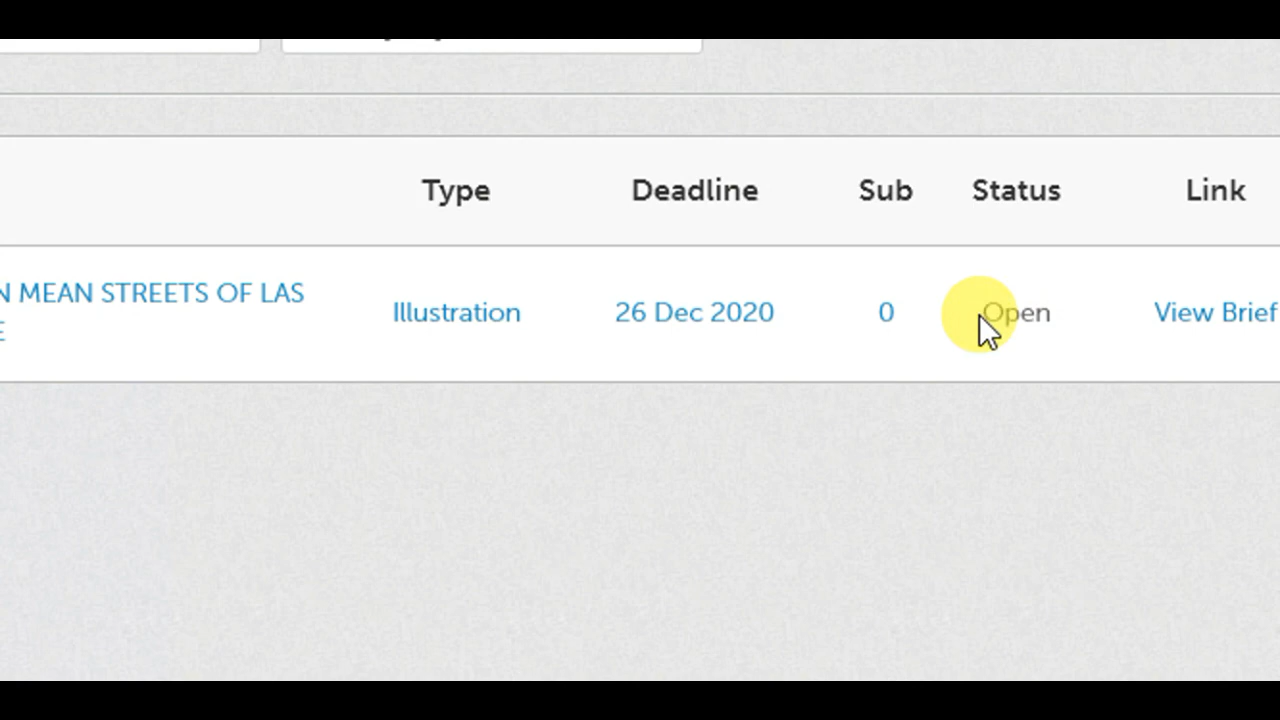 Type Deadline Sub Status Link
N MEAN STREETS OF LAS
E
Illustration 26 Dec 2020 0 Open View Brief